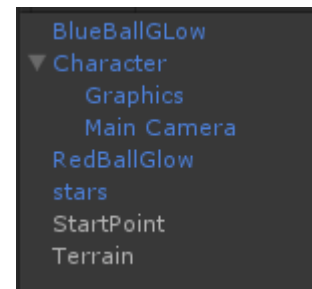 BlueBallGLow
Character
Graphics
Main Camera
RedBallGlow
stars
StartPoint
Terrain